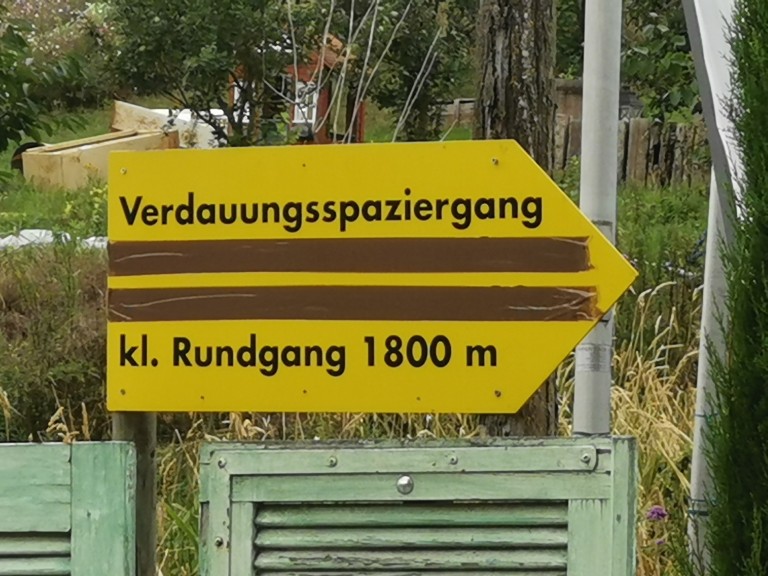 Verdauungsspaziergang
kl. Rundgang 1800 m